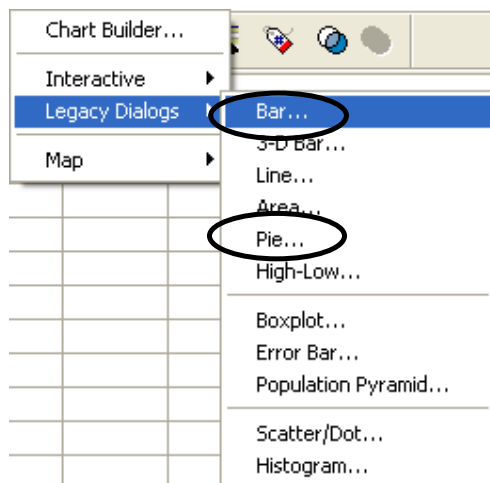 Chart Builder...
Interactive
Legacy Dialogs
Map
Bar...
3-D Bar...
Line...
Area...
Pie...
High-Low...
Boxplot...
Error Bar...
Population Pyramid...
Scatter/Dot...
Histogram...